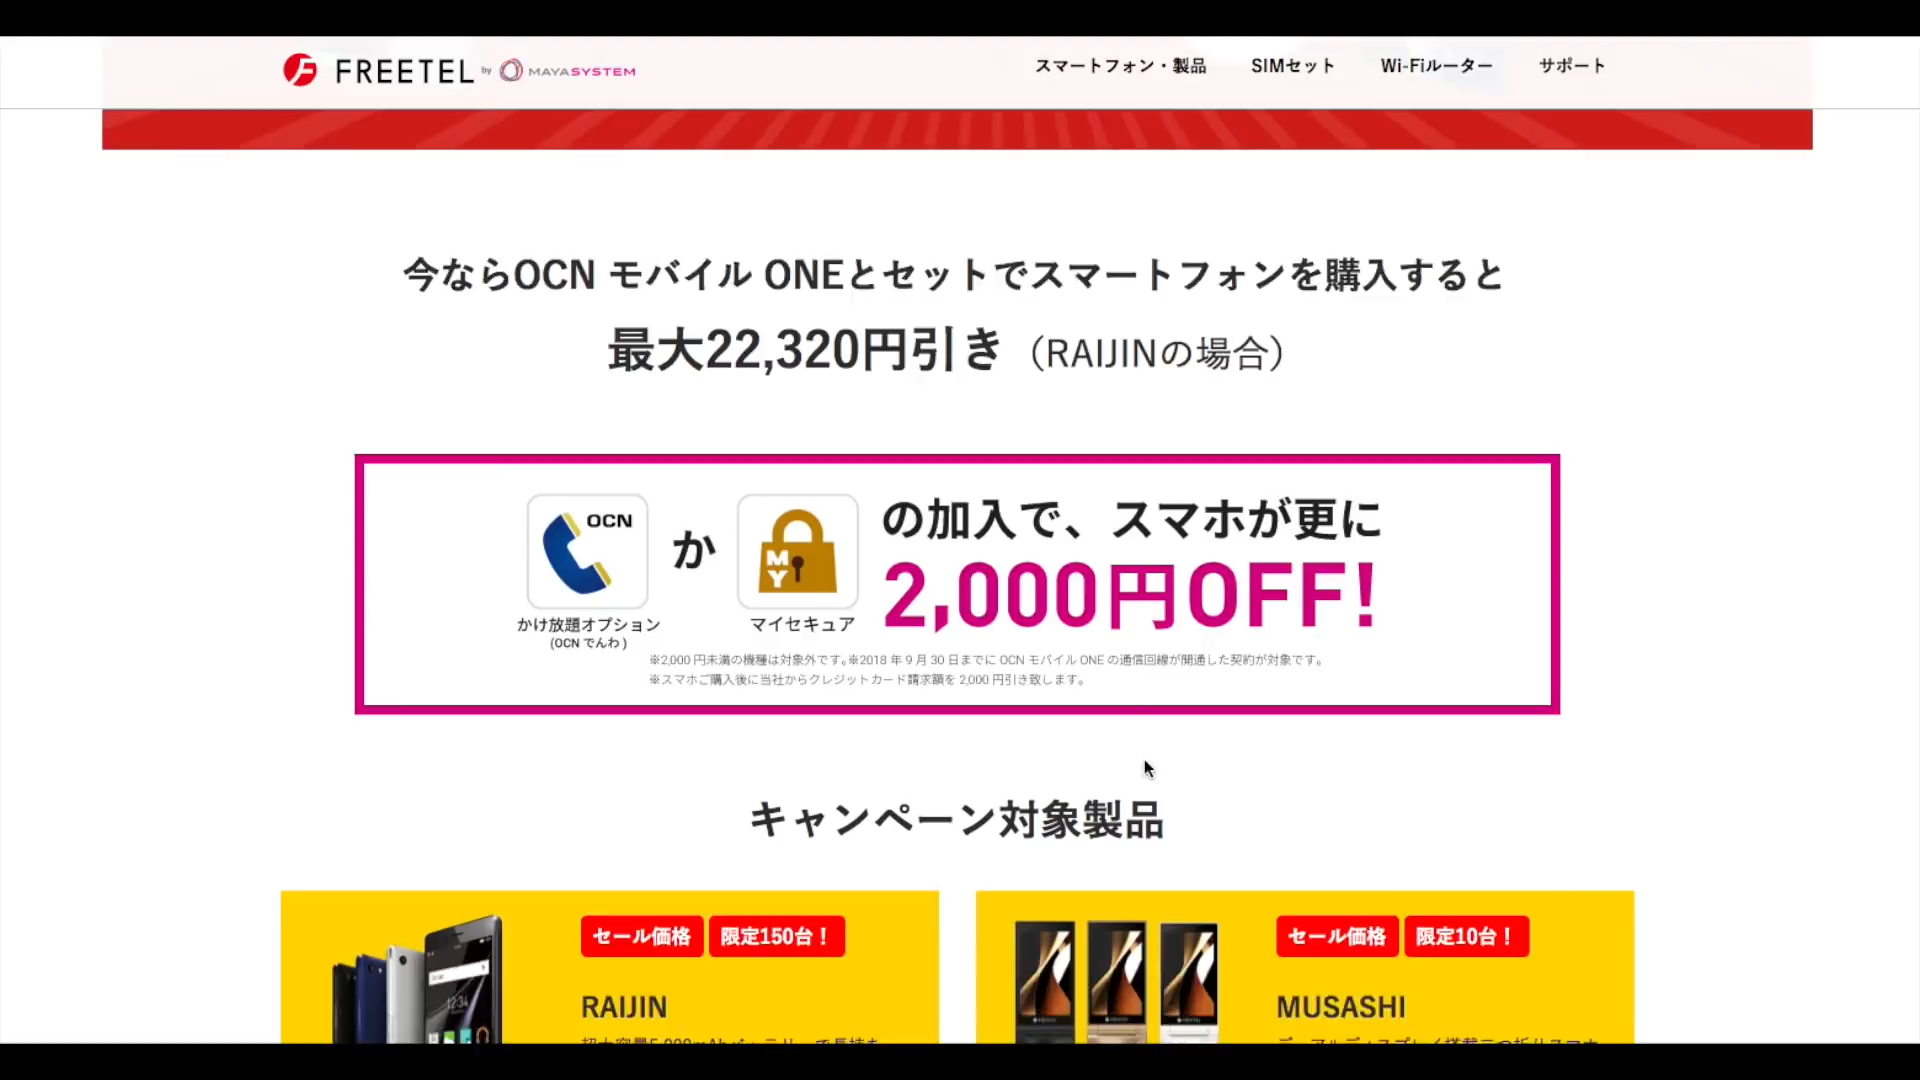 FREETEL by MAYASYSTEM
スマートフォン・製品 SIMセット Wi-Fiルーター サポート
今ならOCN モバイル ONEとセットでスマートフォンを購入すると
最大22,320円引き（RAIJINの場合）
OCN
か
MY
の加入で、スマホが更に
2,000円OFF!
かけ放題オプション
(OCN でんわ)
マイセキュア
※2,000 円未満の機種は対象外です。※2018 年 9 月 30 日までに OCN モバイル ONE の通信回線が開通した契約が対象です。
※スマホご購入後に当社からクレジットカード請求額を 2,000 円引き致します。
キャンペーン対象製品
セール価格 限定150台！
RAIJIN
セール価格 限定10台！
MUSASHI